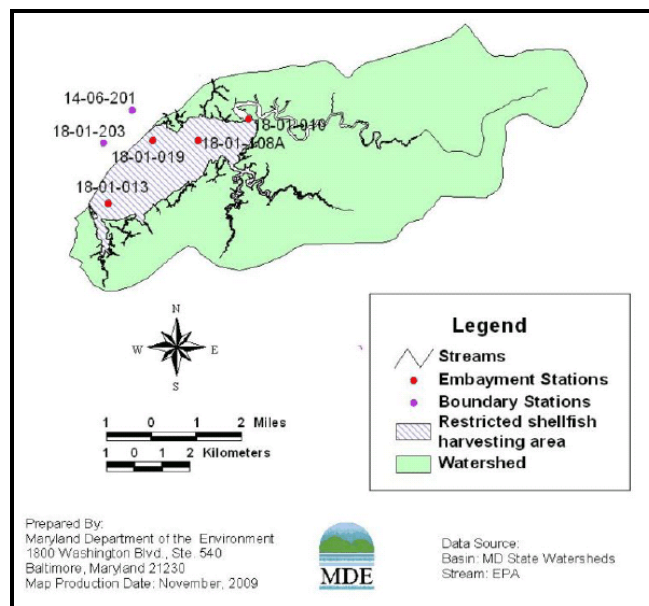 14-06-201
18-01-203
18-01-010
18-01-019
18-01-108A
18-01-013
N
W
E
S
Legend
Streams
Embayment Stations
Boundary Stations
Restricted shellfish
harvesting area
Watershed
1 0 1 2 Miles
1 0 1 2 Kilometers
Prepared By:
Maryland Department of the Environment
1800 Washington Blvd., Ste. 540
Baltimore, Maryland 21230
Map Production Date: November, 2009
MDE
Data Source:
Basin: MD State Watersheds
Stream: EPA